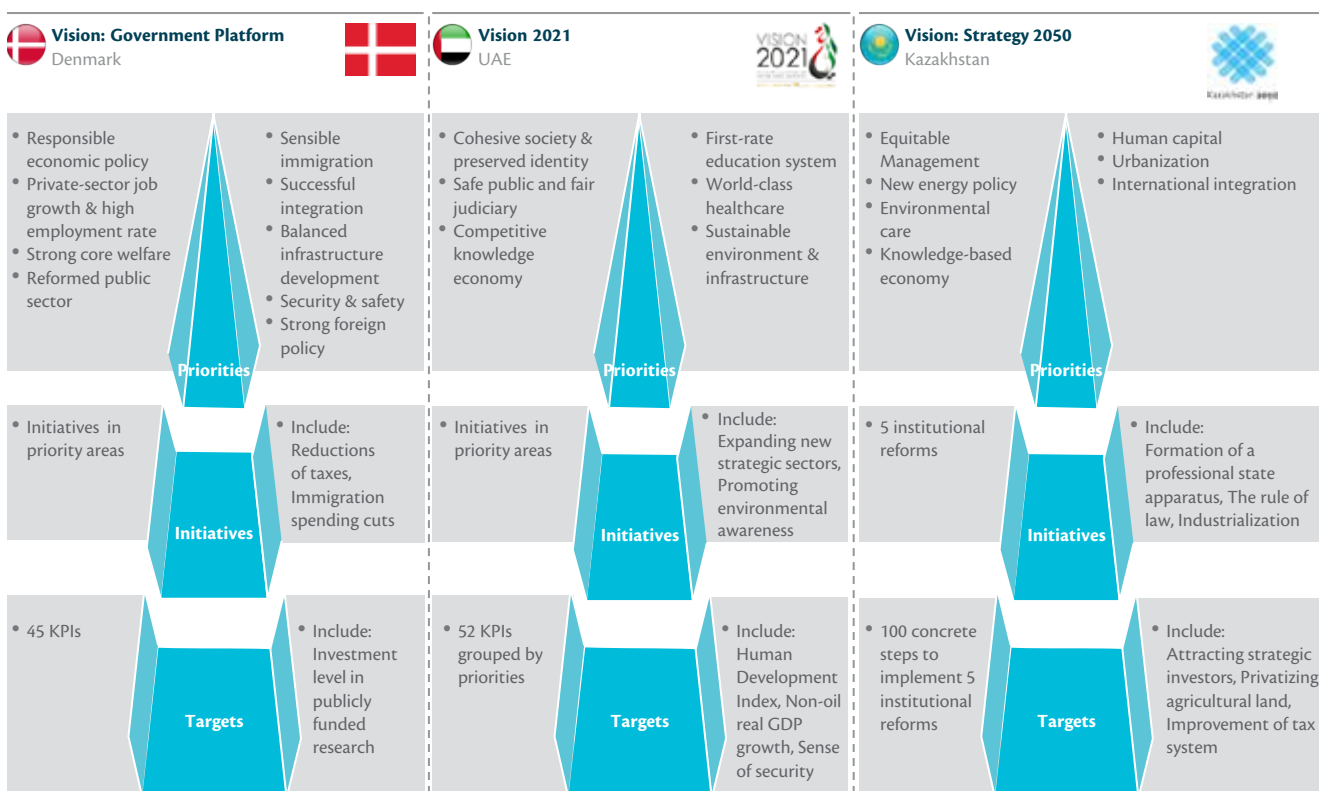 Vision: Government Platform
Denmark
• Responsible
economic policy
• Private-sector job
growth & high
employment rate
• Strong core welfare
• Reformed public
sector
• Sensible
immigration
• Successful
integration
• Balanced
infrastructure
development
• Security & safety
• Strong foreign
policy
Priorities
• Initiatives in
priority areas
• Include:
Reductions
of taxes,
Immigration
spending cuts
Initiatives
• 45 KPIs
• Include:
Investment
level in
publicly
funded
research
Targets
Vision 2021
UAE
VISION
2021
• Cohesive society &
preserved identity
• Safe public and fair
judiciary
• Competitive
knowledge
economy
• First-rate
education system
• World-class
healthcare
• Sustainable
environment &
infrastructure
Priorities
• Initiatives in
priority areas
• Include:
Expanding new
strategic sectors,
Promoting
environmental
awareness
Initiatives
• 52 KPIs
grouped by
priorities
• Include:
Human
Development
Index, Non-oil
real GDP
growth, Sense
of security
Targets
Vision: Strategy 2050
Kazakhstan
• Equitable
Management
• New energy policy
• Environmental
care
• Knowledge-based
economy
• Human capital
• Urbanization
• International integration
Priorities
• 5 institutional
reforms
• Include:
Formation of a
professional state
apparatus, The rule of
law, Industrialization
Initiatives
• 100 concrete
steps to
implement 5
institutional
reforms
• Include:
Attracting strategic
investors, Privatizing
agricultural land,
Improvement of tax
system
Targets